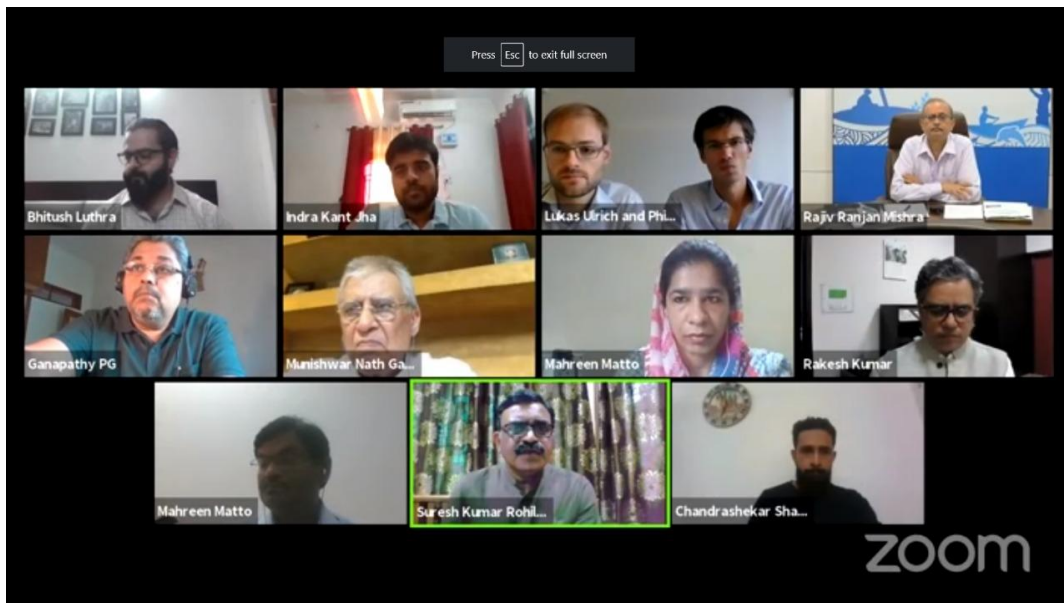 Press Esc to exit full screen
Bhitush Luthra
Indra Kant Jha
Lukas Ulrich and Phi...
Rajiv Ranjan Mishra
Ganapathy PG
Munishwar Nath Ga...
Mahreen Matto
Rakesh Kumar
Mahreen Matto
Suresh Kumar Rohil...
Chandrashekar Sha...
zoom